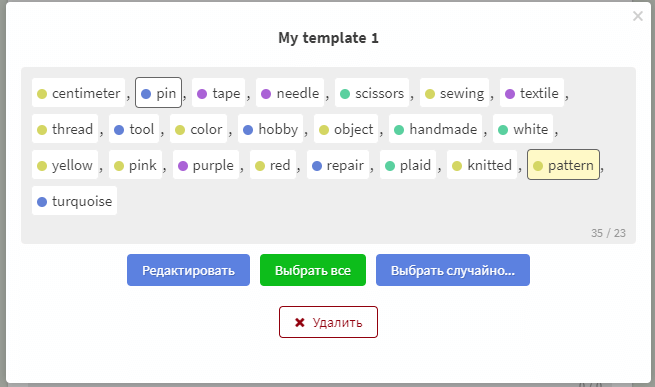 My template 1
centimeter, pin, tape, needle, scissors, sewing, textile,
thread, tool, color, hobby, object, handmade, white,
yellow, pink, purple, red, repair, plaid, knitted, pattern,
turquoise
35 / 23
Редактировать Выбрать все Выбрать случайно...
Удалить